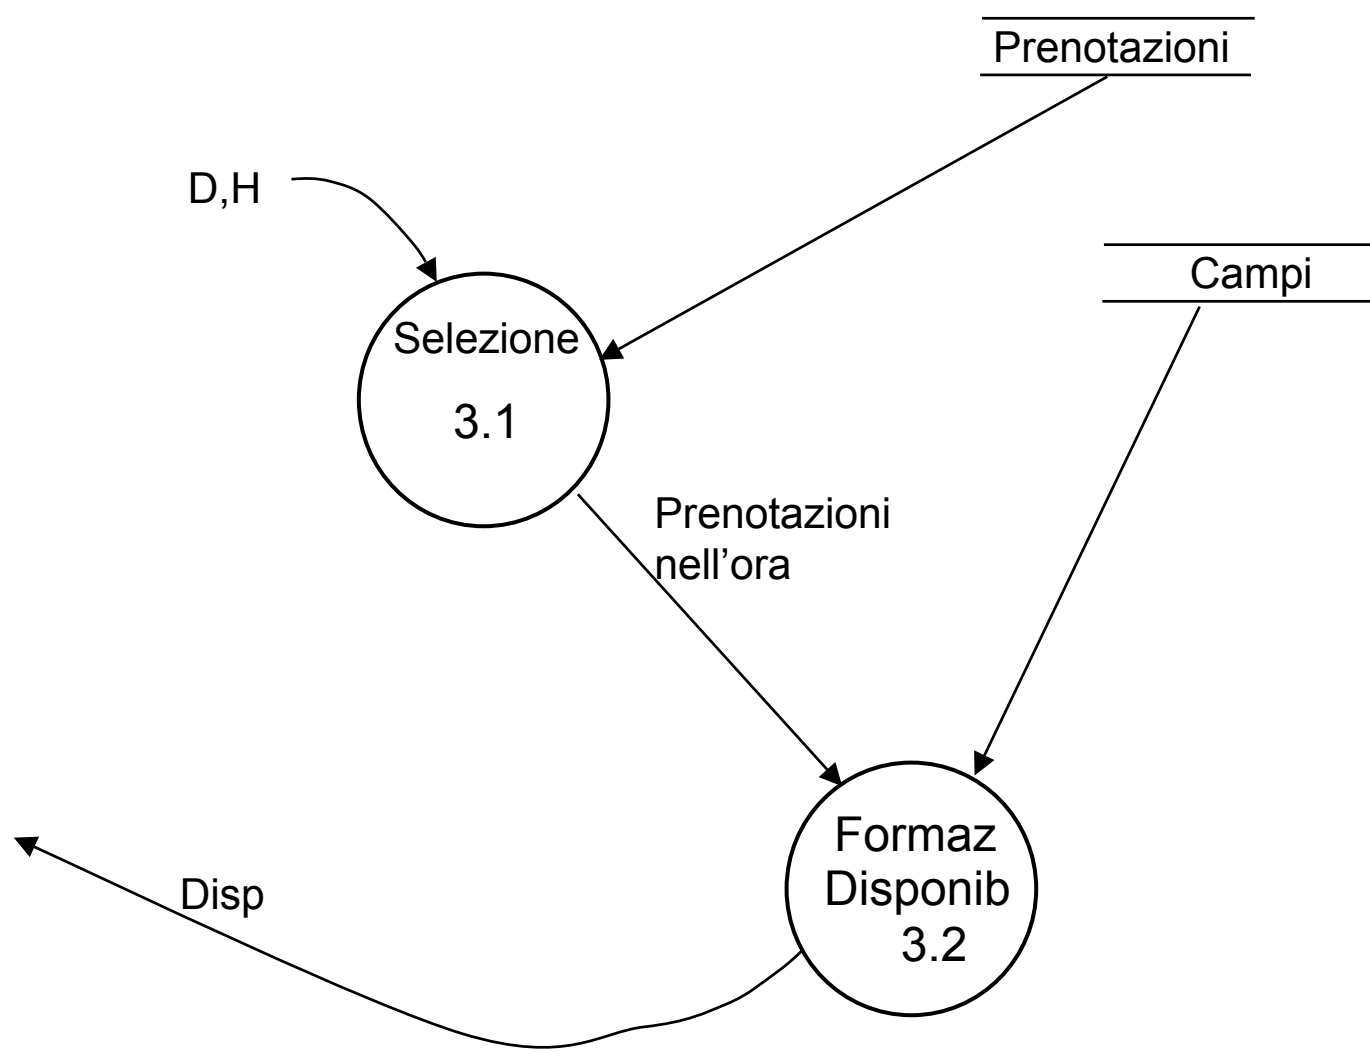 Prenotazioni
D,H
Campi
Selezione
3.1
Prenotazioni
nell’ora
Formaz
Disponib
3.2
Disp